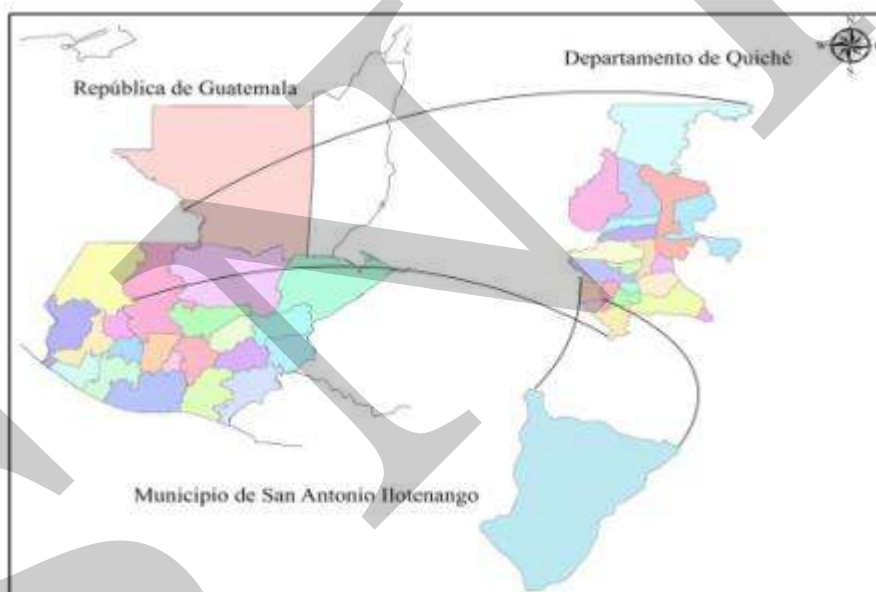 Departamento de Quiché
República de Guatemala
Municipio de San Antonio Ilotenango